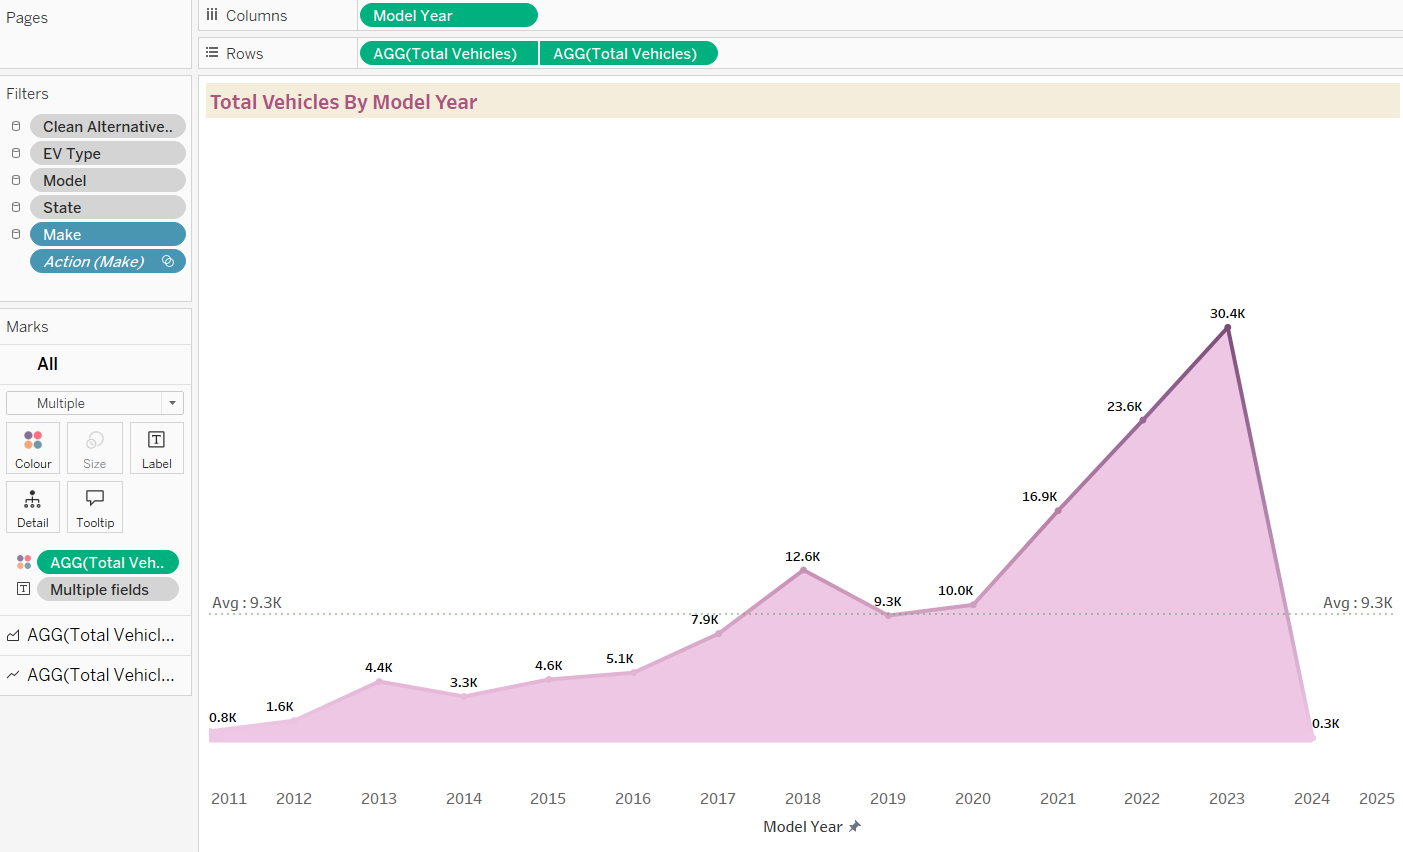 Pages
Columns
Model Year
Rows
AGG(Total Vehicles)
AGG(Total Vehicles)
Filters
Clean Alternative..
EV Type
Model
State
Make
Action (Make)
Marks
All
Multiple
Colour
Size
Label
Detail
Tooltip
AGG(Total Veh..
Multiple fields
AGG(Total Vehicl...
AGG(Total Vehicl...
Total Vehicles By Model Year
30.4K
23.6K
16.9K
12.6K
Avg : 9.3K
9.3K
10.0K
Avg : 9.3K
7.9K
4.4K
3.3K
4.6K
5.1K
0.8K
1.6K
0.3K
2011 2012 2013 2014 2015 2016 2017 2018 2019 2020 2021 2022 2023 2024 2025
Model Year